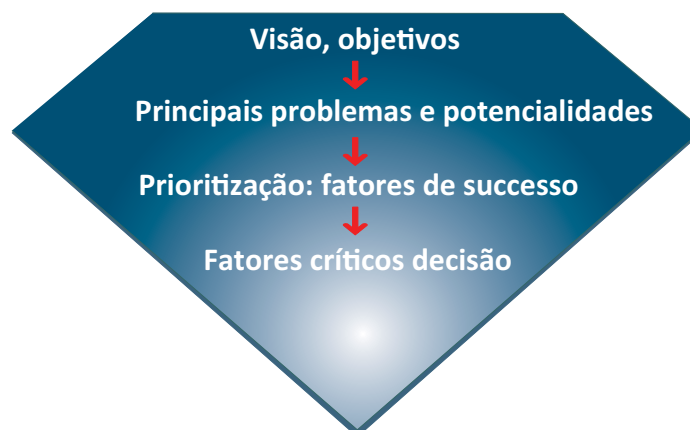 Visão, objetivos
Principais problemas e potencialidades
Prioritização: fatores de successo
Fatores críticos decisão